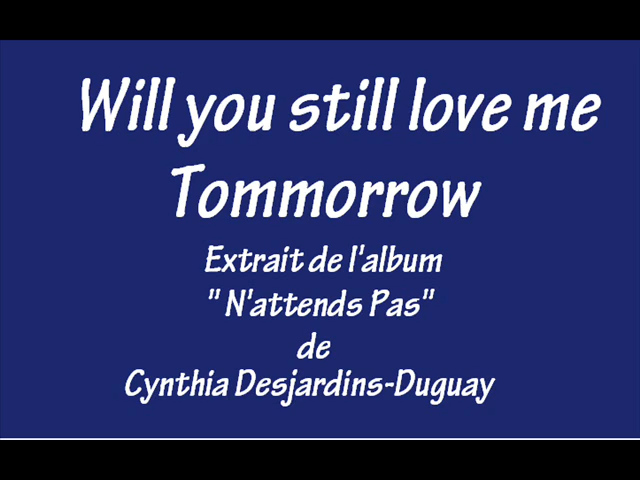 Will you still love me
Tommorrow
Extrait de l'album
" N'attends Pas"
de
Cynthia Desjardins-Duguay